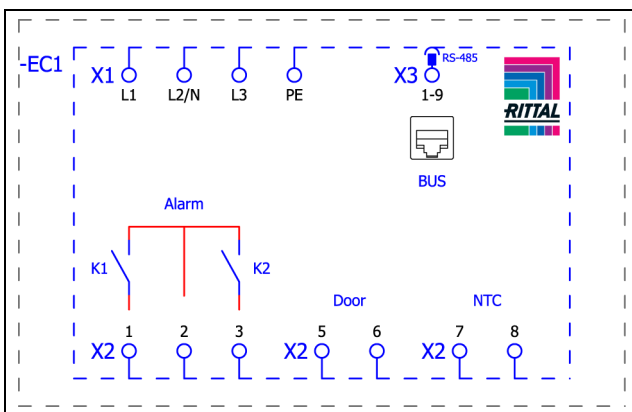 -EC1
X1
L1
L2/N
L3
PE
X3
RS-485
1-9
RITTAL
BUS
Alarm
K1
K2
Door
NTC
X2
1
2
3
X2
5
6
X2
7
8